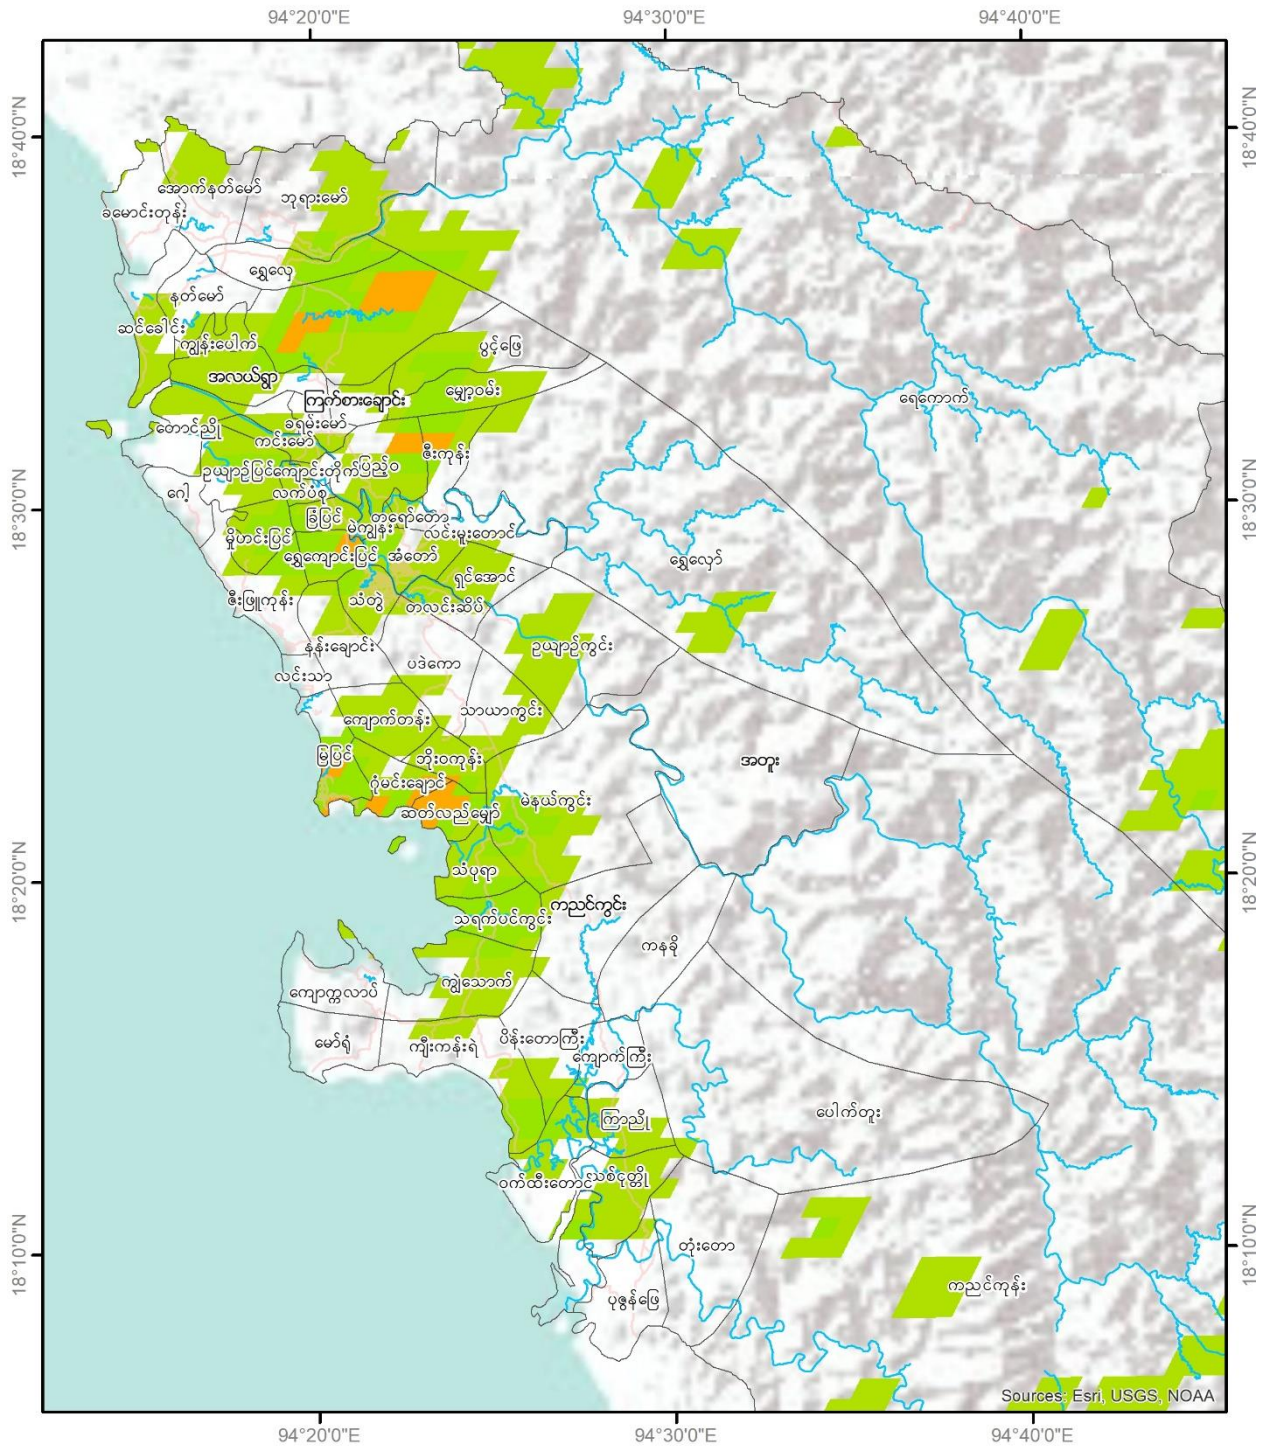 94°20'0"E
94°30'0"E
94°40'0"E
18°40'0"N
18°40'0"N
အောက်နတ်မော်
ဘုရားမော်
ခမောင်းတုန်း
ရွှေလှေ
နတ်မော်
ဆင်ခေါင်း
ကျွန်းပေါက်
ပွင့်ဖြေ
အလယ်ရွာ
မျှော့ဝမ်း
ကြက်စားချောင်း
ရေကောက်
ခရမ်းမော်
တောင်ညို
ကင်းမော်
ဇီးကုန်း
ဥယျာဉ်ပြင်
ကျောင်းတိုက်
ပြည့်ဝ
ဂေါ့
လက်ပံစု
18°30'0"N
18°30'0"N
ခြံပြင်
တရော်တော
မဲကျွန်း
လင်းမူးတောင်
မှိုဟင်းပြင်
ရွှေကျောင်းပြင်
အံတော်
ရွှေလှော်
ရှင်အောင်
ဇီးဖြူကုန်း
သံတွဲ
တလင်းဆိပ်
နန်းချောင်း
ဥယျာဉ်ကွင်း
ပဒေကော
လင်းသာ
သာယာကွင်း
ကျောက်တန်း
မြပြင်
ဘိုးဝကုန်း
အတူး
ဂုံမင်းချောင်
မဲနယ်ကွင်း
ဆတ်လည်မျှော်
သံပုရာ
18°20'0"N
18°20'0"N
ကညင်ကွင်း
သရက်ပင်ကွင်း
ကနခို
ကျွဲသောက်
ကျောက္ကလာပ်
မော်ရုံ
ကျီးကန်းရဲ
ပိန်းတောကြီး
ကျောက်ကြီး
ပေါက်တူး
ကြာညို
ဝက်ထီးတောင်
သစ်ငုတ္တို
တုံးတော
18°10'0"N
18°10'0"N
ကညင်ကုန်း
ပုဇွန်ဖြေ
Sources: Esri, USGS, NOAA
94°20'0"E
94°30'0"E
94°40'0"E